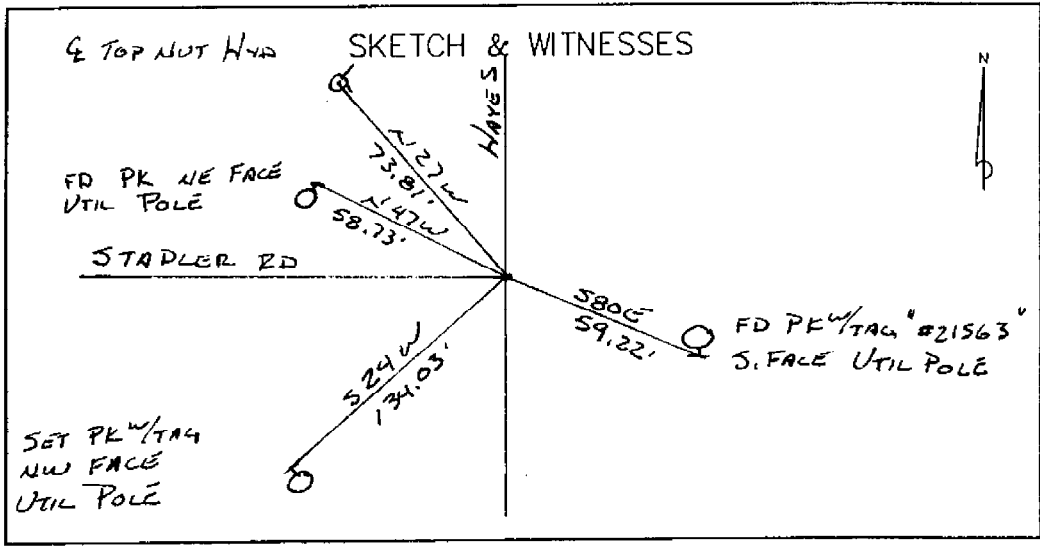 SKETCH & WITNESSES
℄ TOP NUT HYD
HAYES
N
N27W
73.81'
FD PK NE FACE
UTIL POLE
N47W
58.73'
STADLER RD
S80E
59.22'
FD PK W/TAG "#21563"
S. FACE UTIL POLE
S24W
134.03'
SET PK W/TAG
NW FACE
UTIL POLE